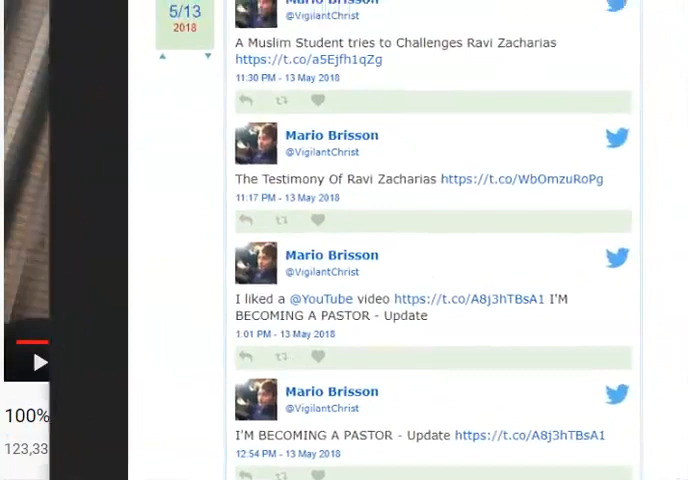 5/13
2018
Mario Brisson
@VigilantChrist
A Muslim Student tries to Challenges Ravi Zacharias
https://t.co/a5Ejfh1qZg
11:30 PM - 13 May 2018
Mario Brisson
@VigilantChrist
The Testimony Of Ravi Zacharias https://t.co/WbOmzuRoPg
11:17 PM - 13 May 2018
Mario Brisson
@VigilantChrist
I liked a @YouTube video https://t.co/A8j3hTBsA1 I'M
BECOMING A PASTOR - Update
1:01 PM - 13 May 2018
Mario Brisson
@VigilantChrist
I'M BECOMING A PASTOR - Update https://t.co/A8j3hTBsA1
12:54 PM - 13 May 2018
100%
123,33